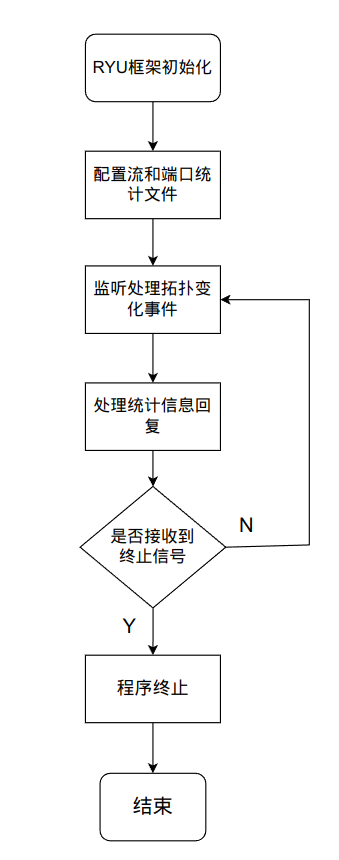 RYU框架初始化
配置流和端口统
计文件
监听处理拓扑变
化事件
处理统计信息回
复
是否接收到
终止信号
N
Y
程序终止
结束